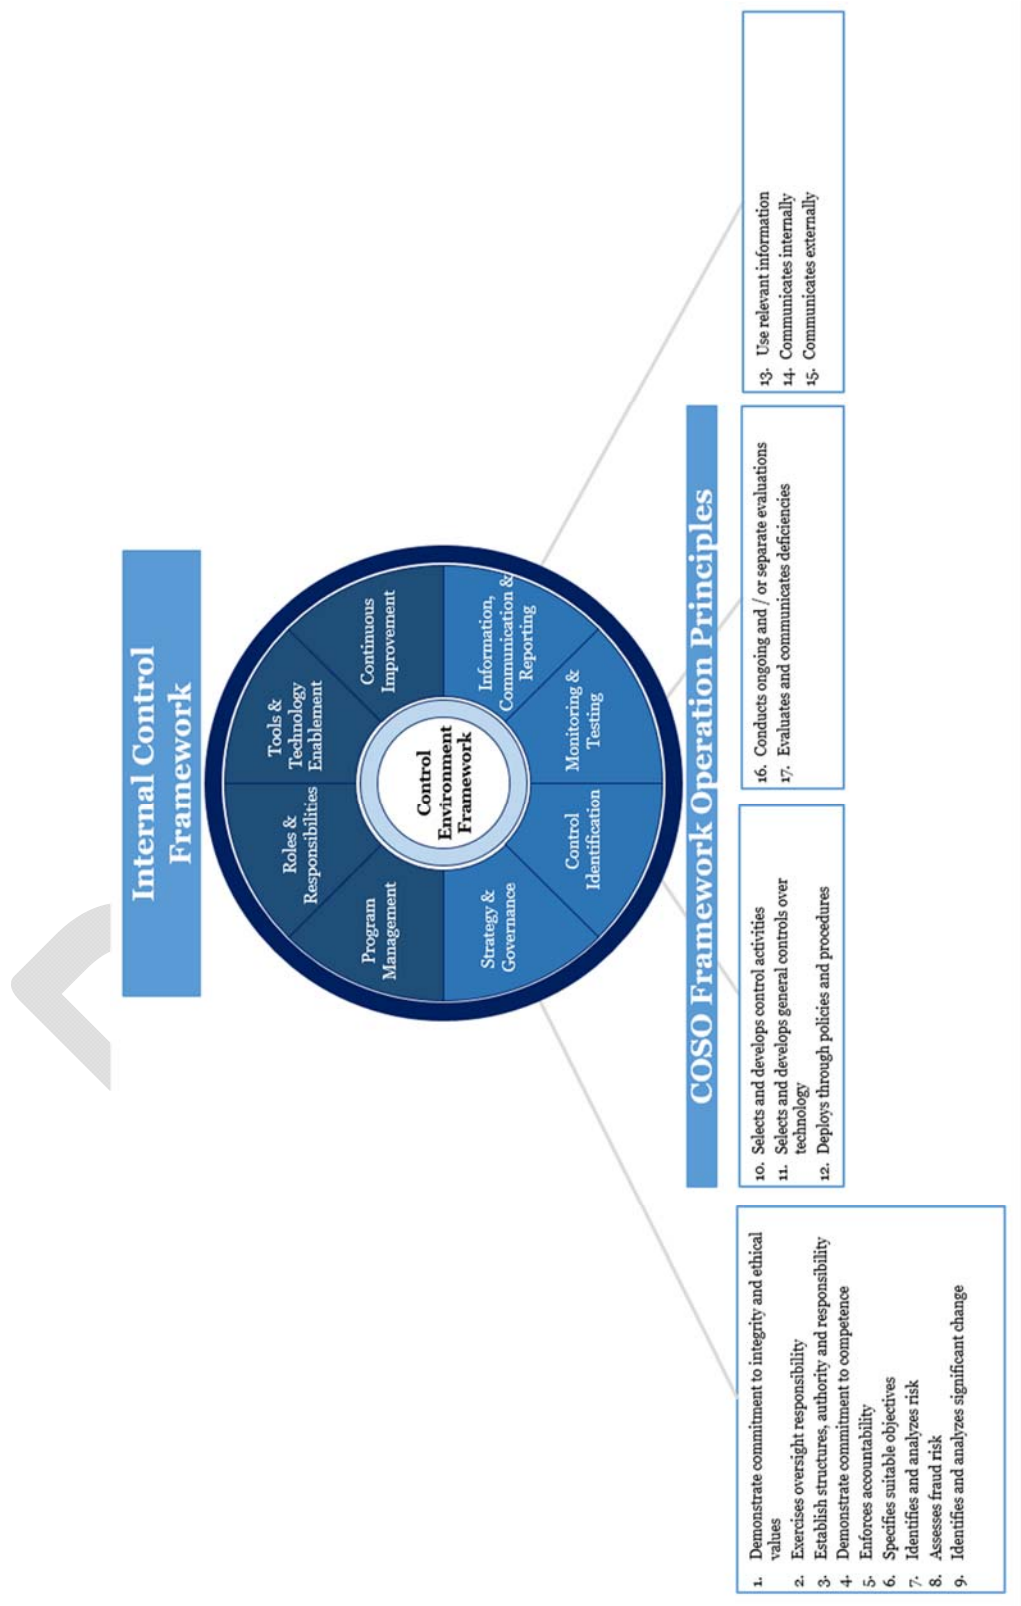 Internal Control
Framework
Program
Management
Roles &
Responsibilities
Tools &
Technology
Enablement
Continuous
Improvement
Control
Environment
Framework
Strategy &
Governance
Control
Identification
Monitoring &
Testing
Information,
Communication &
Reporting
COSO Framework Operation Principles
1. Demonstrate commitment to integrity and ethical
values
2. Exercises oversight responsibility
3. Establish structures, authority and responsibility
4. Demonstrate commitment to competence
5. Enforces accountability
6. Specifies suitable objectives
7. Identifies and analyzes risk
8. Assesses fraud risk
9. Identifies and analyzes significant change
10. Selects and develops control activities
11. Selects and develops general controls over
technology
12. Deploys through policies and procedures
16. Conducts ongoing and / or separate evaluations
17. Evaluates and communicates deficiencies
13. Use relevant information
14. Communicates internally
15. Communicates externally